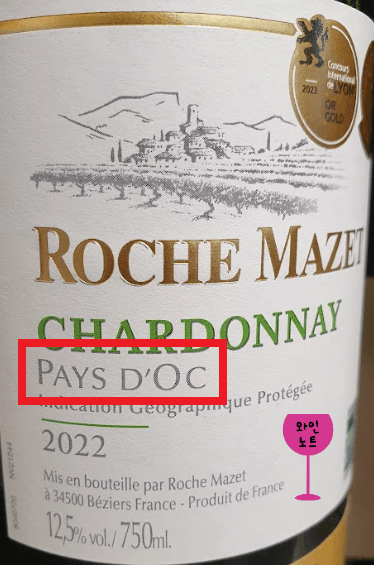 Concours
International
de LYON
2023
OR
GOLD
ROCHE MAZET
CHARDONNAY
PAYS D'OC
Indication Géographique Protégée
2022
와인
노트
Mis en bouteille par Roche Mazet
à 34500 Béziers France - Produit de France
12,5% vol./ 750ml.